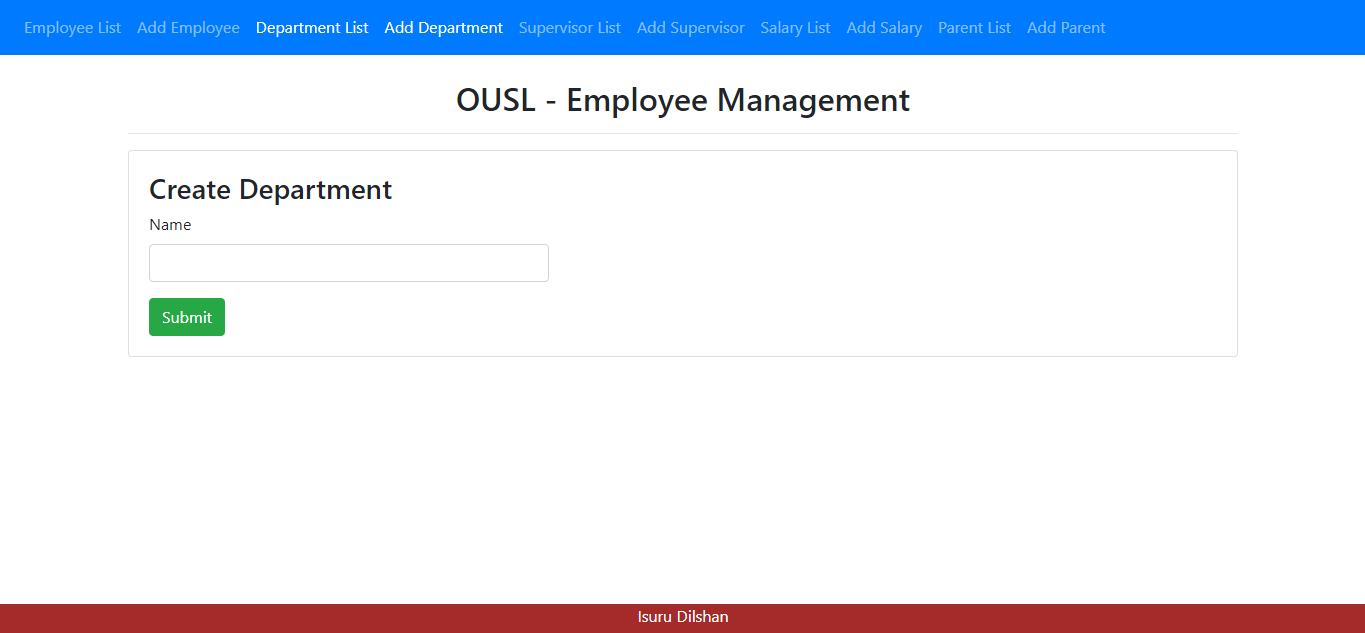 Employee List Add Employee Department List Add Department Supervisor List Add Supervisor Salary List Add Salary Parent List Add Parent
OUSL - Employee Management
Create Department
Name
Submit
Isuru Dilshan